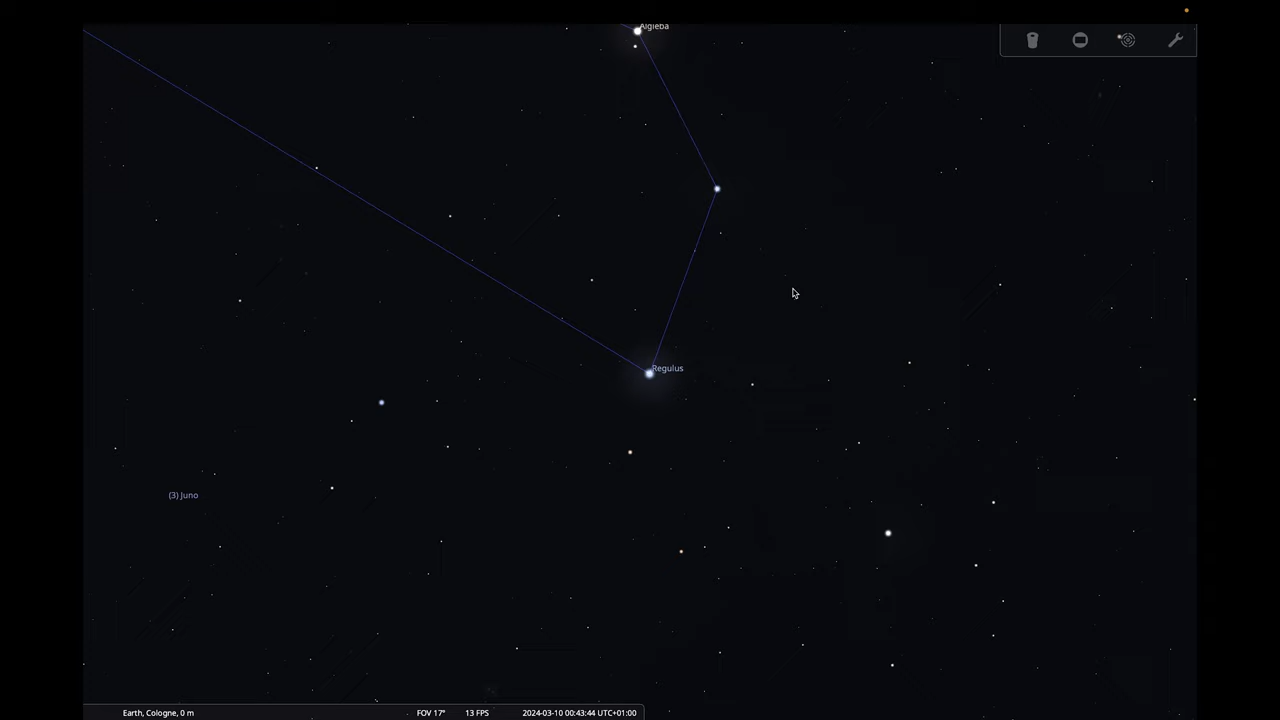 Algieba
Regulus
(3) Juno
Earth, Cologne, 0 m FOV 17° 13 FPS 2024-03-10 00:43:44 UTC+01:00